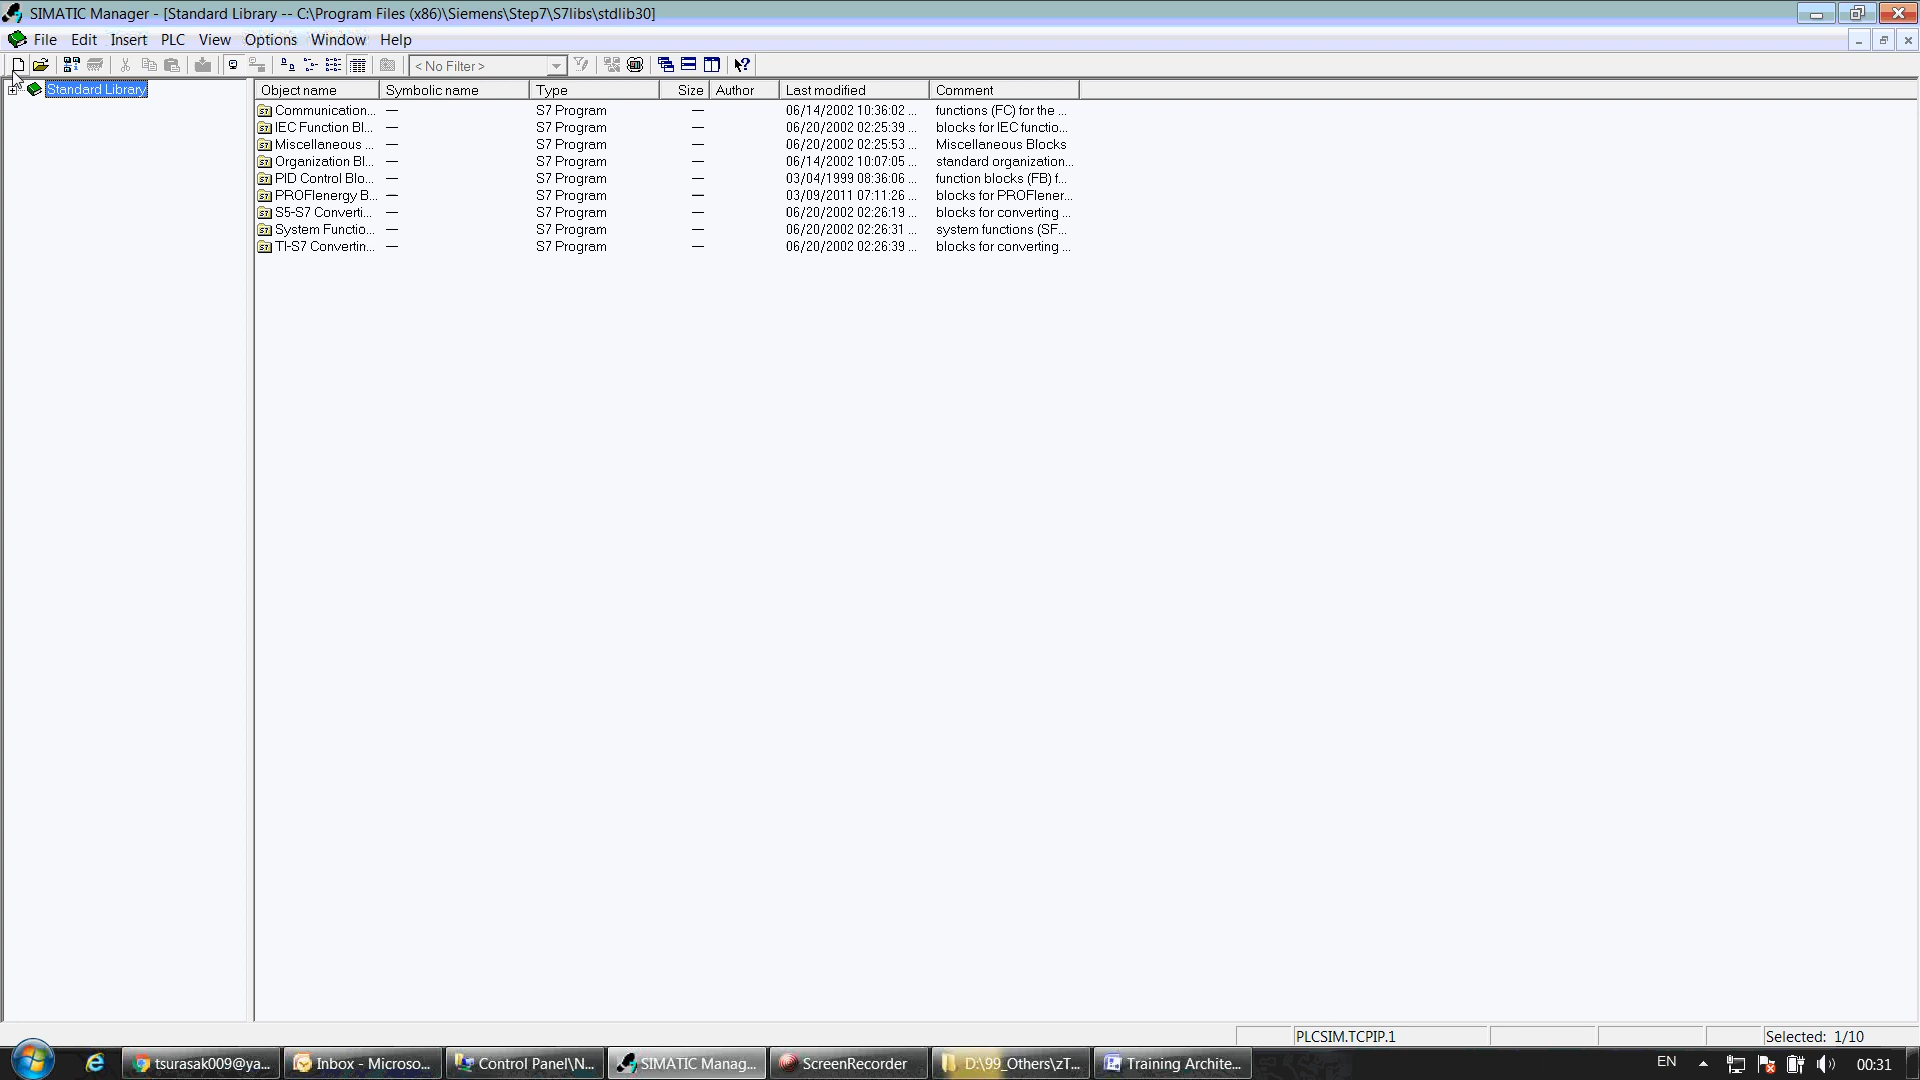 SIMATIC Manager - [Standard Library -- C:\Program Files (x86)\Siemens\Step7\S7libs\stdlib30]
File Edit Insert PLC View Options Window Help
< No Filter >
Standard Library
Object name Symbolic name Type Size Author Last modified Comment
Communication... — S7 Program — 06/14/2002 10:36:02 ... functions (FC) for the ...
IEC Function Bl... — S7 Program — 06/20/2002 02:25:39 ... blocks for IEC functio...
Miscellaneous ... — S7 Program — 06/20/2002 02:25:53 ... Miscellaneous Blocks
Organization Bl... — S7 Program — 06/14/2002 10:07:05 ... standard organization...
PID Control Blo... — S7 Program — 03/04/1999 08:36:06 ... function blocks (FB) f...
PROFIenergy B... — S7 Program — 03/09/2011 07:11:26 ... blocks for PROFIener...
S5-S7 Converti... — S7 Program — 06/20/2002 02:26:19 ... blocks for converting ...
System Functio... — S7 Program — 06/20/2002 02:26:31 ... system functions (SF...
TI-S7 Convertin... — S7 Program — 06/20/2002 02:26:39 ... blocks for converting ...
PLCSIM.TCPIP.1 Selected: 1/10
tsurasak009@ya... Inbox - Microso... Control Panel\N... SIMATIC Manag... ScreenRecorder D:\99_Others\zT... Training Archite... EN 00:31